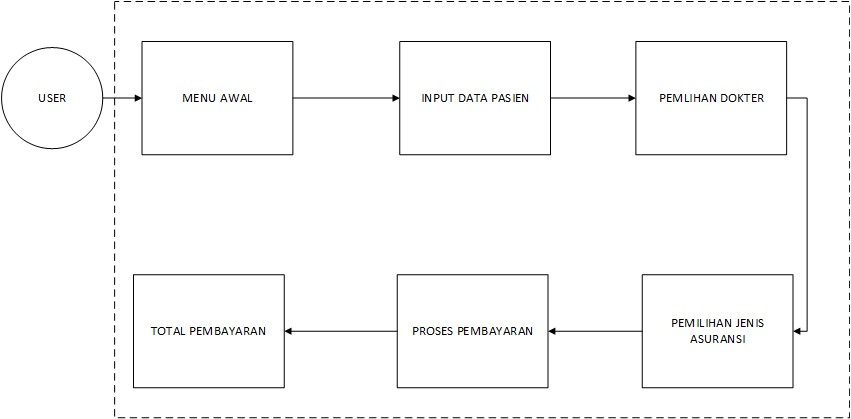 USER
MENU AWAL
INPUT DATA PASIEN
PEMLIHAN DOKTER
TOTAL PEMBAYARAN
PROSES PEMBAYARAN
PEMILIHAN JENIS
ASURANSI